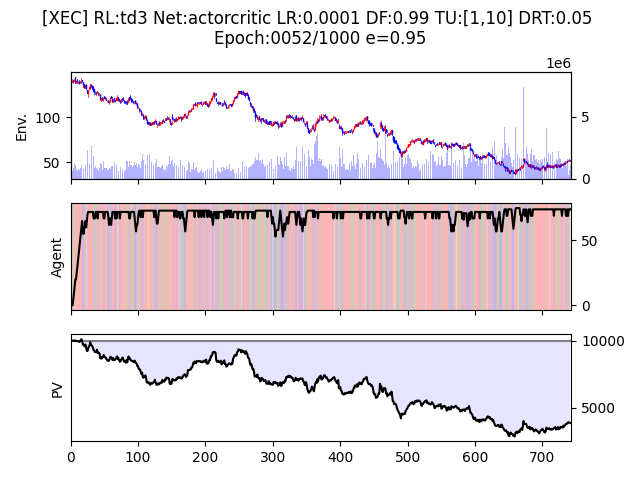 [XEC] RL:td3 Net:actorcritic LR:0.0001 DF:0.99 TU:[1,10] DRT:0.05
Epoch:0052/1000 e=0.95
1e6
Env.
100
50
5
0
Agent
50
0
PV
10000
5000
0 100 200 300 400 500 600 700